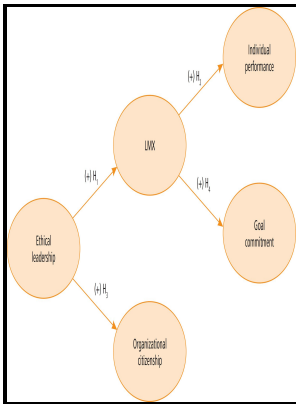 Individual
performance
(+) H₂
LMX
(+) H₁
(+) H₄
Goal
commitment
Ethical
leadership
(+) H₃
Organizational
citizenship